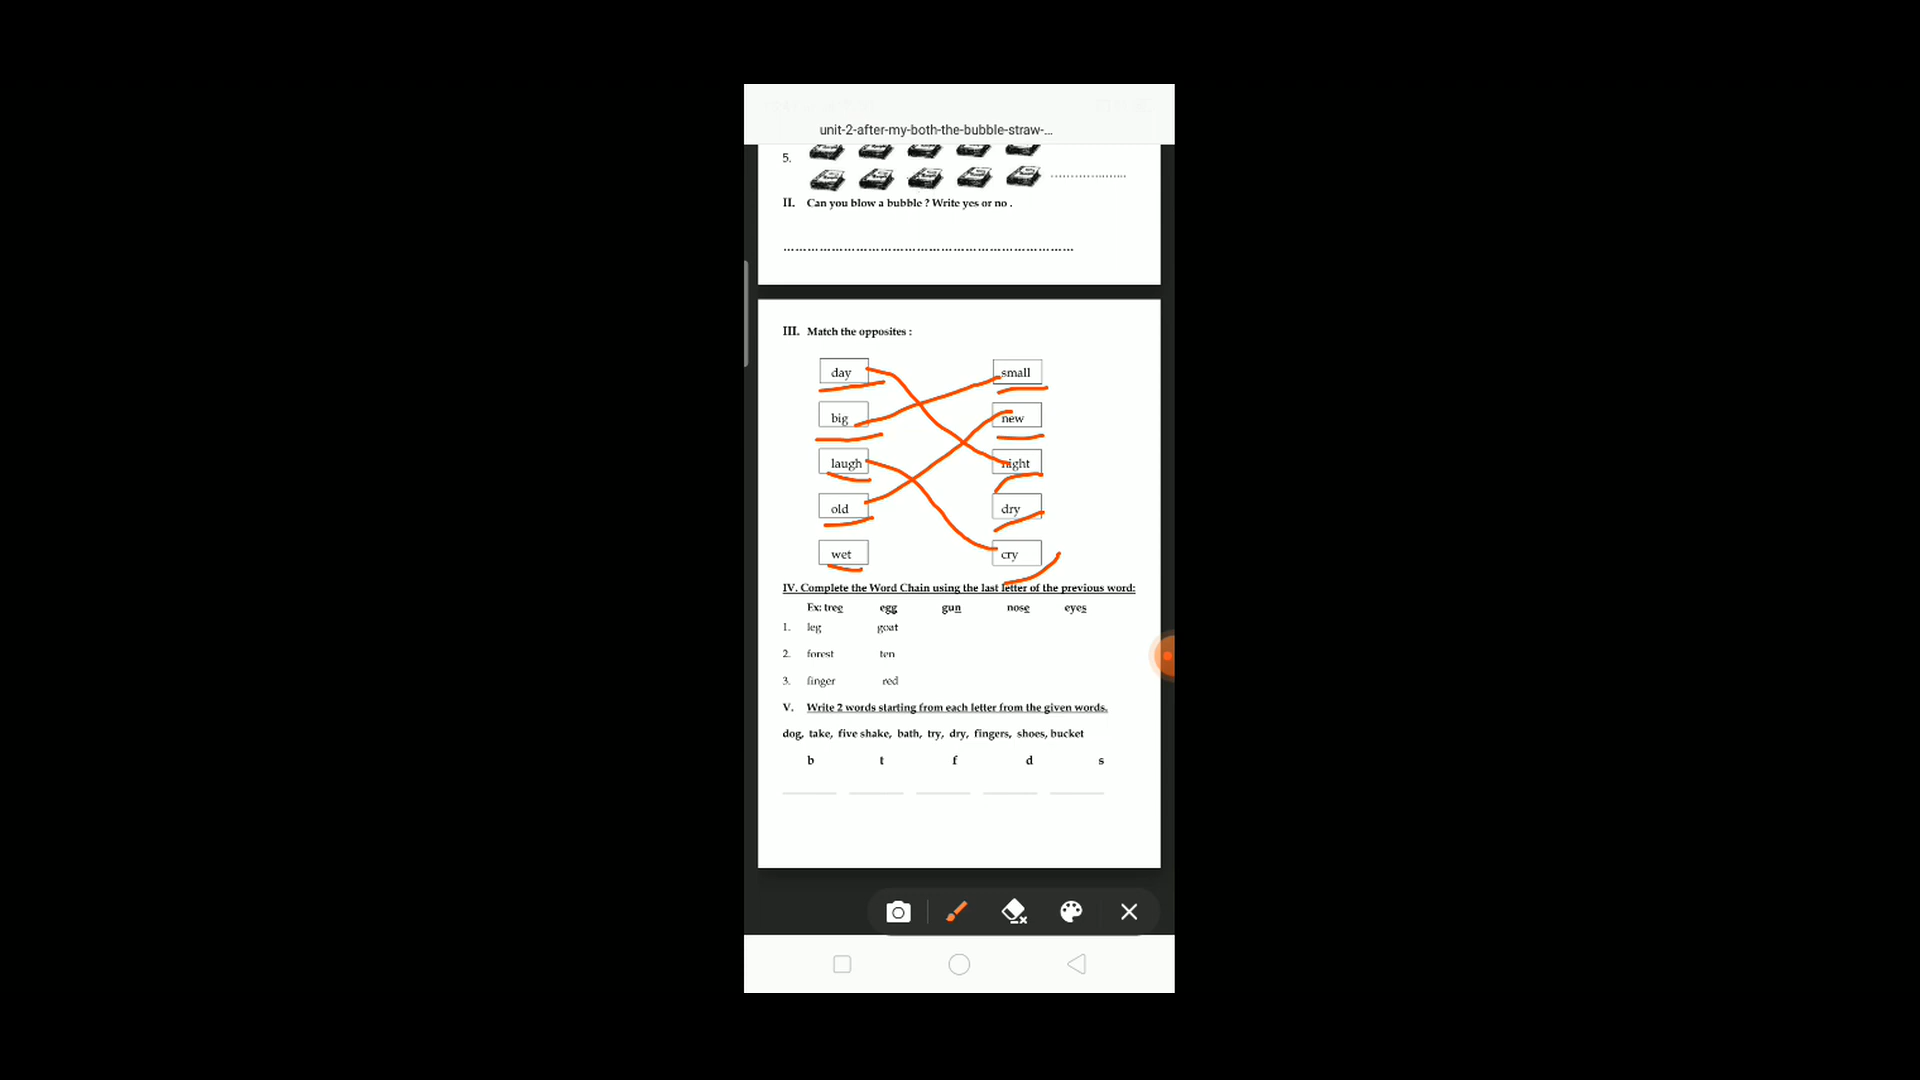 unit-2-after-my-both-the-bubble-straw-...
5. ....................
II. Can you blow a bubble ? Write yes or no .
................................................................................
III. Match the opposites :
day small
big new
laugh night
old dry
wet cry
IV. Complete the Word Chain using the last letter of the previous word:
Ex: tree egg gun nose eyes
1. leg goat
2. forest ten
3. finger red
V. Write 2 words starting from each letter from the given words.
dog, take, five shake, bath, try, dry, fingers, shoes, bucket
b t f d s